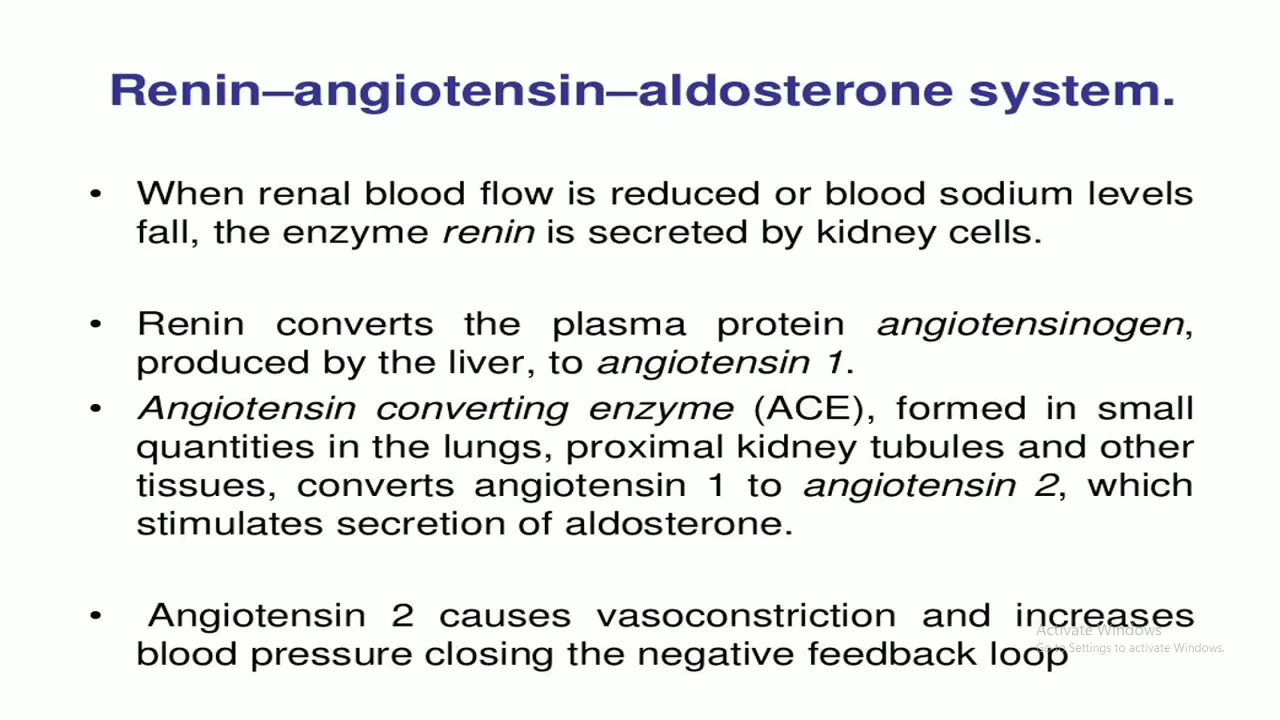 Renin–angiotensin–aldosterone system.
• When renal blood flow is reduced or blood sodium levels
fall, the enzyme renin is secreted by kidney cells.
• Renin converts the plasma protein angiotensinogen,
produced by the liver, to angiotensin 1.
• Angiotensin converting enzyme (ACE), formed in small
quantities in the lungs, proximal kidney tubules and other
tissues, converts angiotensin 1 to angiotensin 2, which
stimulates secretion of aldosterone.
• Angiotensin 2 causes vasoconstriction and increases
blood pressure closing the negative feedback loop
Activate Windows
Go to Settings to activate Windows.